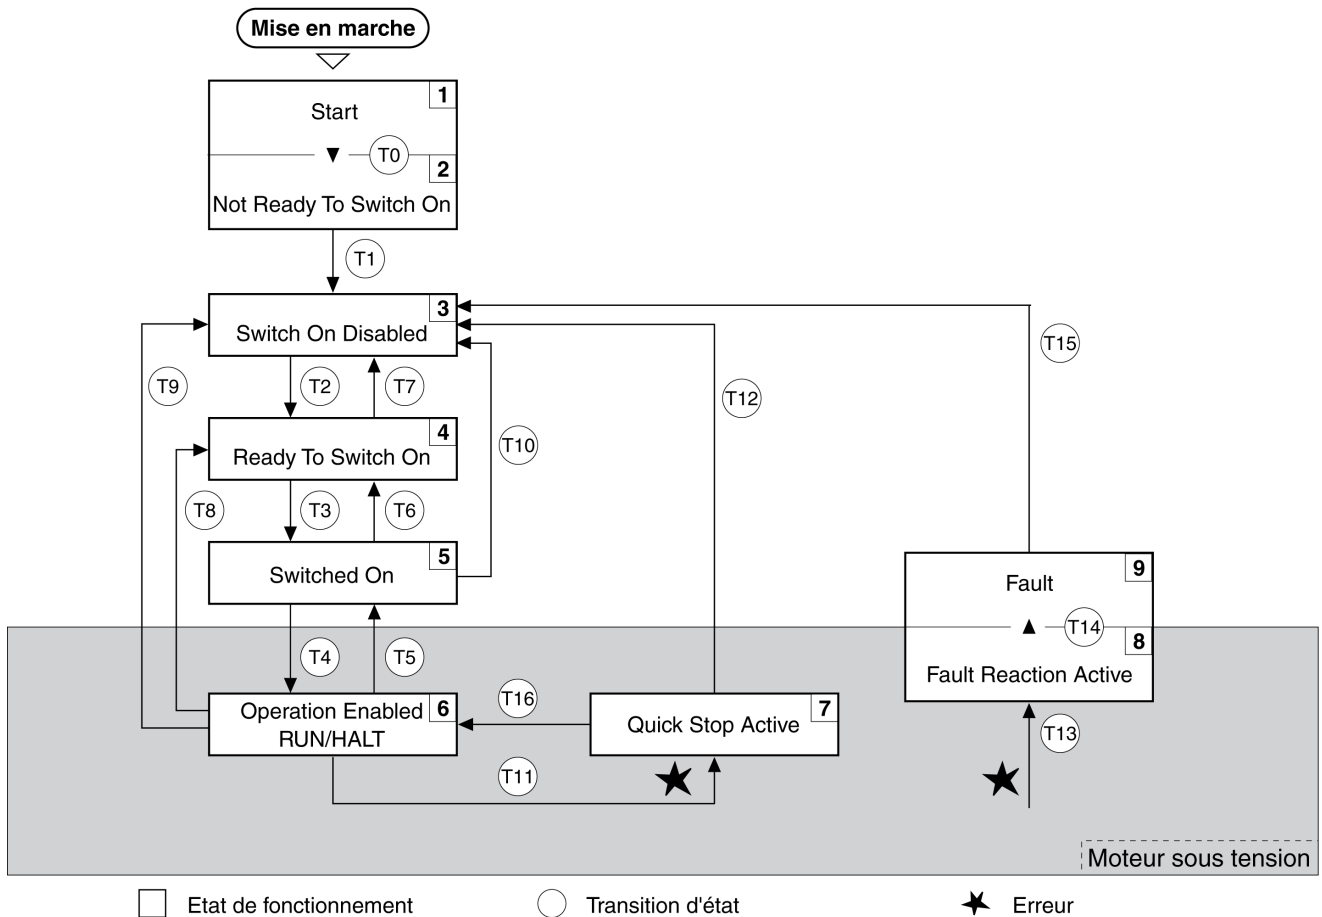 Mise en marche
1
Start
T0
2
Not Ready To Switch On
T1
3
Switch On Disabled
T15
T9
T2
T7
T12
4
Ready To Switch On
T10
T8
T3
T6
5
Switched On
9
Fault
T14
8
Fault Reaction Active
T4
T5
6
Operation Enabled
RUN/HALT
T16
7
Quick Stop Active
T13
T11
Moteur sous tension
Etat de fonctionnement
Transition d'état
Erreur